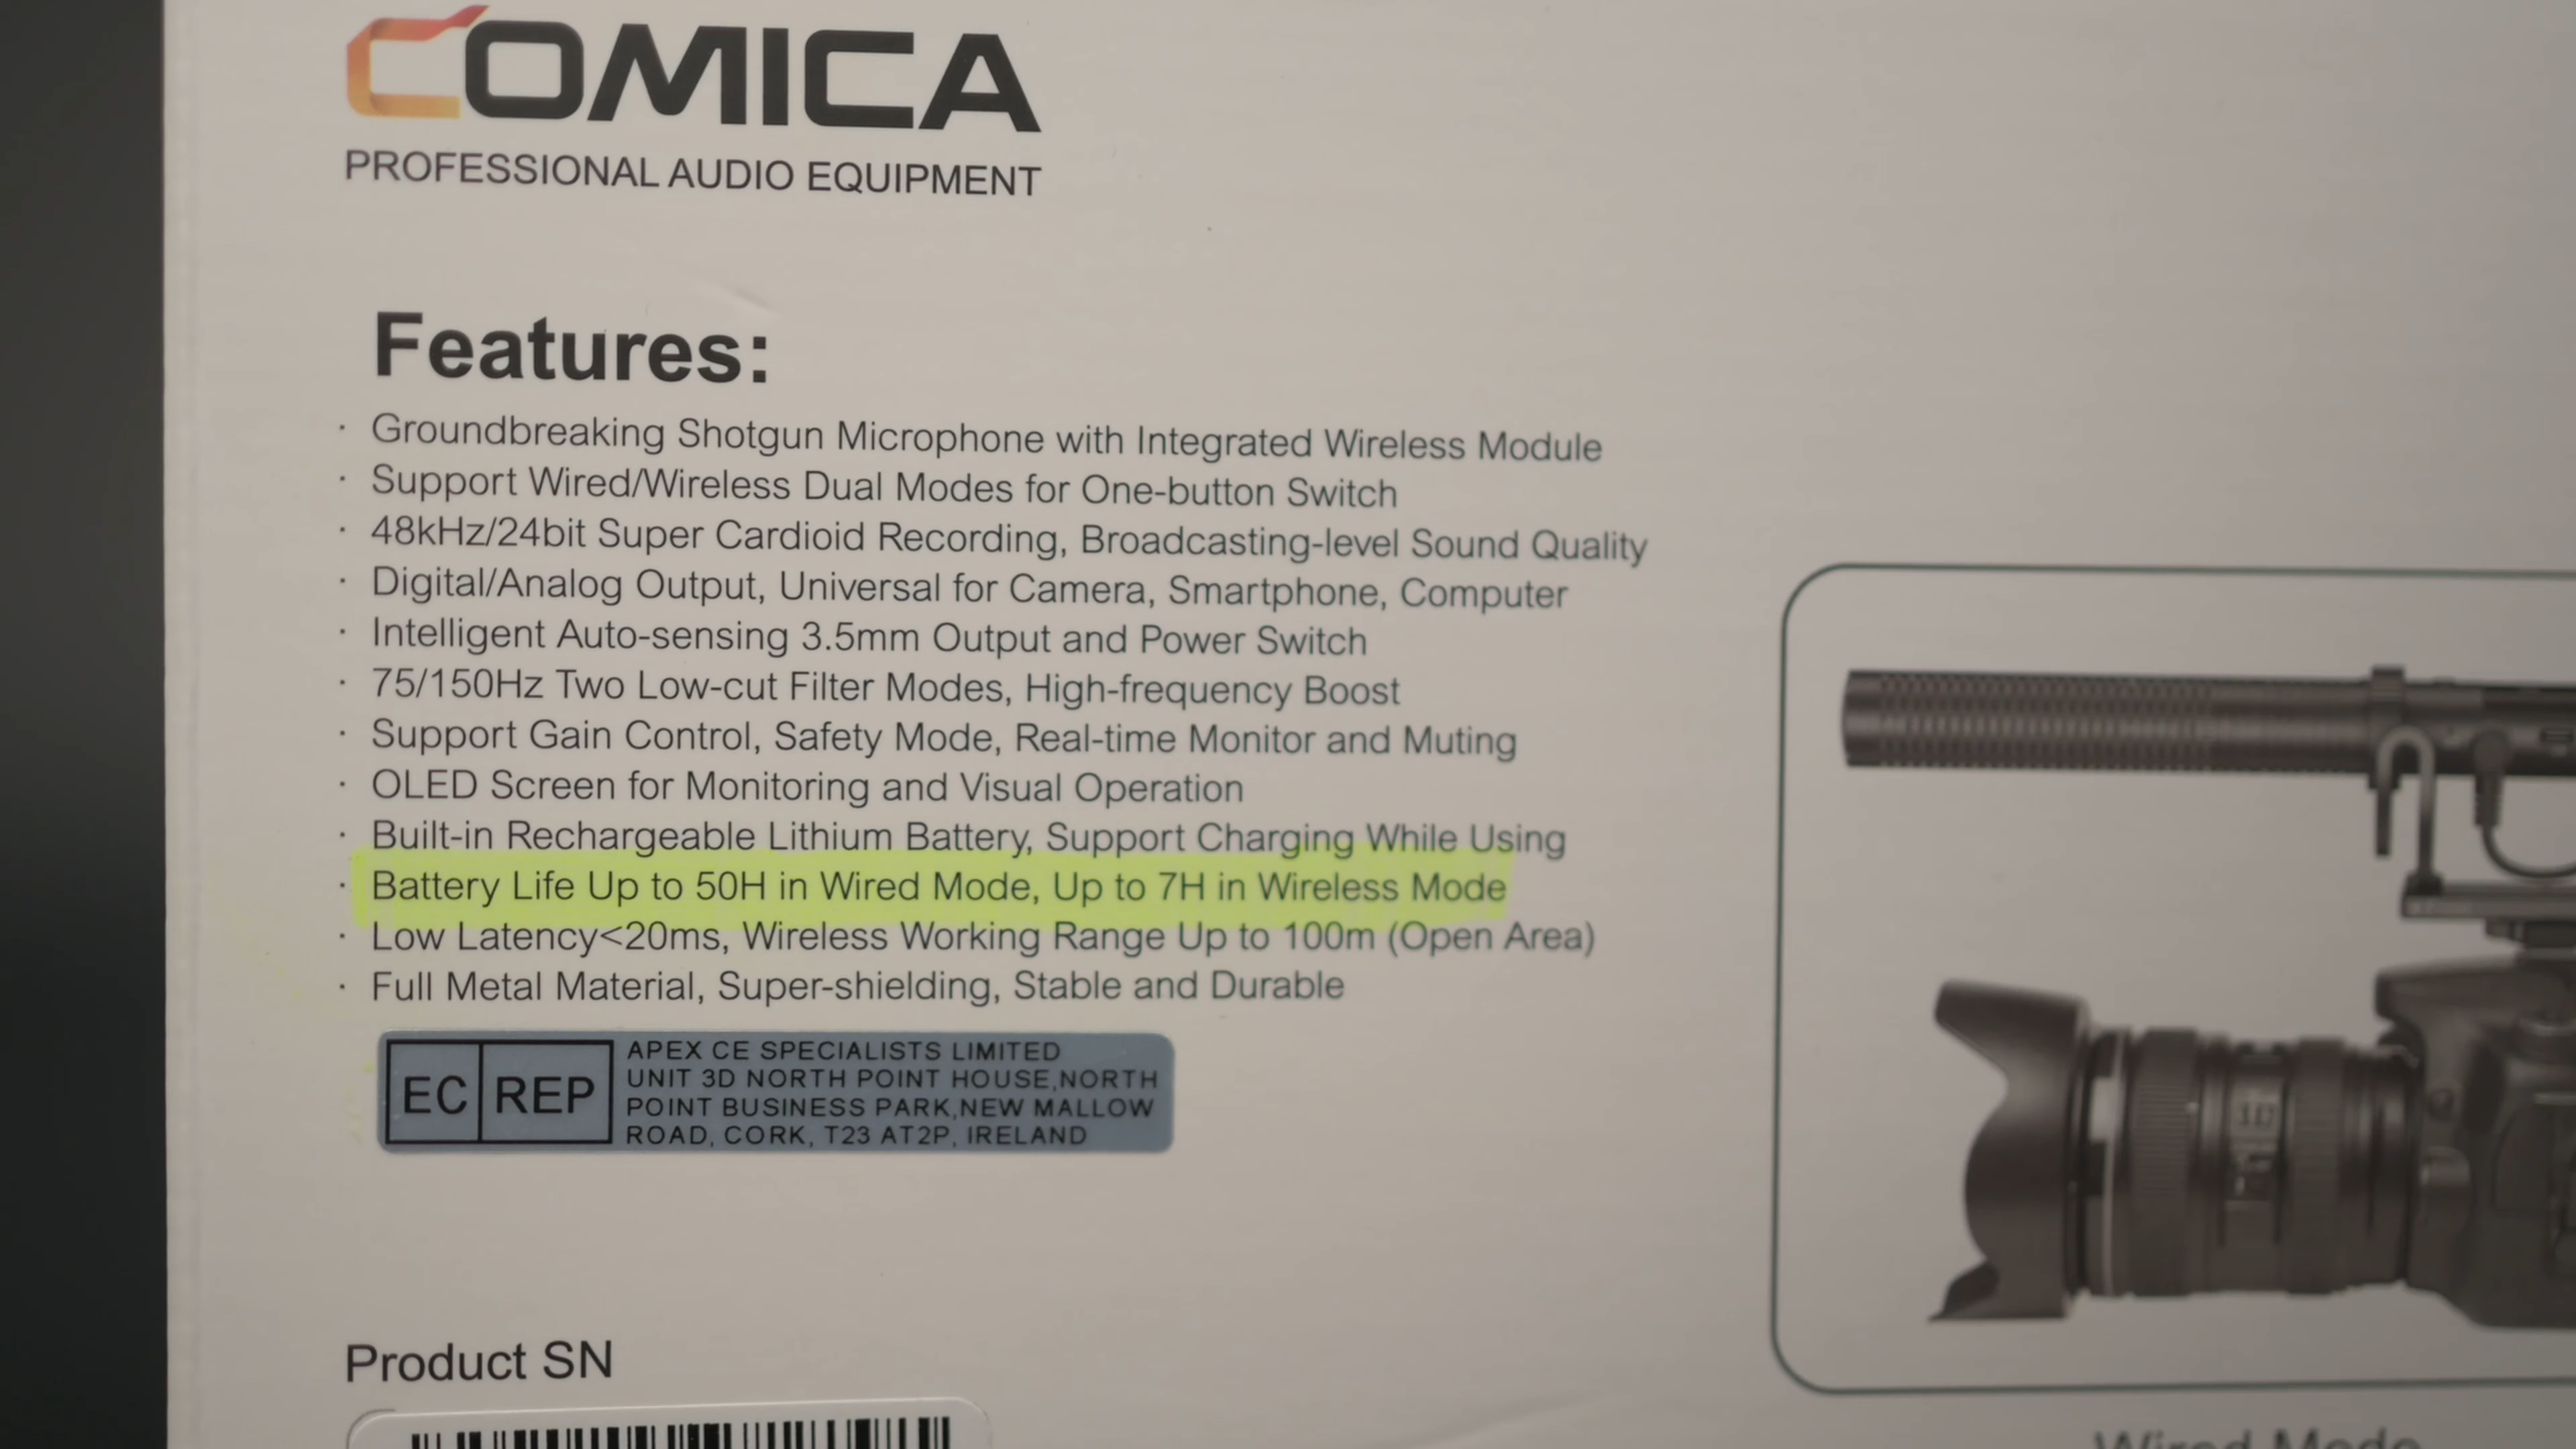 COMICA
PROFESSIONAL AUDIO EQUIPMENT
Features:
· Groundbreaking Shotgun Microphone with Integrated Wireless Module
· Support Wired/Wireless Dual Modes for One-button Switch
· 48kHz/24bit Super Cardioid Recording, Broadcasting-level Sound Quality
· Digital/Analog Output, Universal for Camera, Smartphone, Computer
· Intelligent Auto-sensing 3.5mm Output and Power Switch
· 75/150Hz Two Low-cut Filter Modes, High-frequency Boost
· Support Gain Control, Safety Mode, Real-time Monitor and Muting
· OLED Screen for Monitoring and Visual Operation
· Built-in Rechargeable Lithium Battery, Support Charging While Using
· Battery Life Up to 50H in Wired Mode, Up to 7H in Wireless Mode
· Low Latency<20ms, Wireless Working Range Up to 100m (Open Area)
· Full Metal Material, Super-shielding, Stable and Durable
EC REP
APEX CE SPECIALISTS LIMITED
UNIT 3D NORTH POINT HOUSE,NORTH
POINT BUSINESS PARK,NEW MALLOW
ROAD, CORK, T23 AT2P, IRELAND
Product SN
Wired Mode